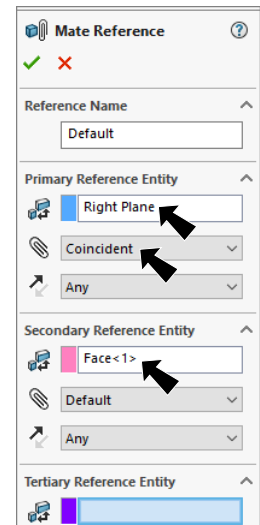 Mate Reference
Reference Name
Default
Primary Reference Entity
Right Plane
Coincident
Any
Secondary Reference Entity
Face<1>
Default
Any
Tertiary Reference Entity